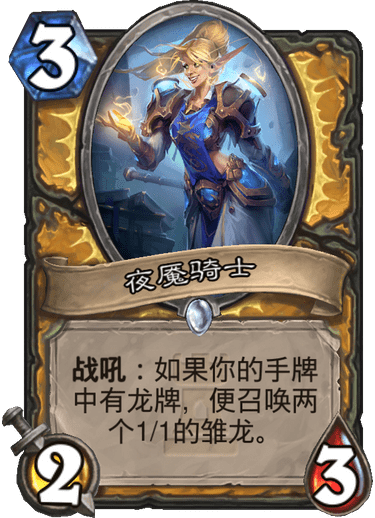 3
夜魇骑士
战吼：如果你的手牌
中有龙牌，便召唤两
个1/1的雏龙。
2
3